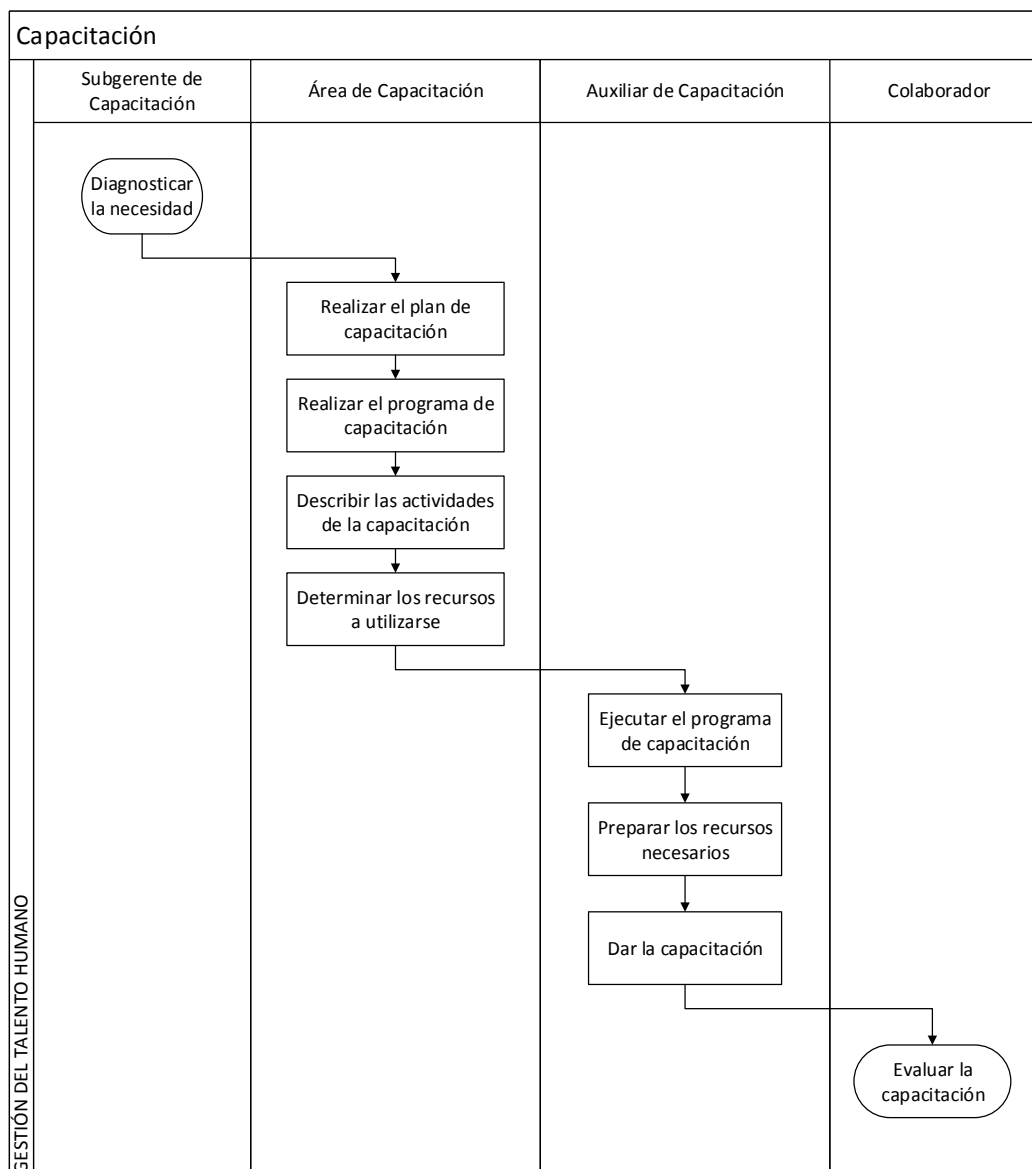 Capacitación
Subgerente de
Capacitación
Área de Capacitación
Auxiliar de Capacitación
Colaborador
Diagnosticar
la necesidad
Realizar el plan de
capacitación
Realizar el programa de
capacitación
Describir las actividades
de la capacitación
Determinar los recursos
a utilizarse
Ejecutar el programa
de capacitación
Preparar los recursos
necesarios
Dar la capacitación
Evaluar la
capacitación
GESTIÓN DEL TALENTO HUMANO